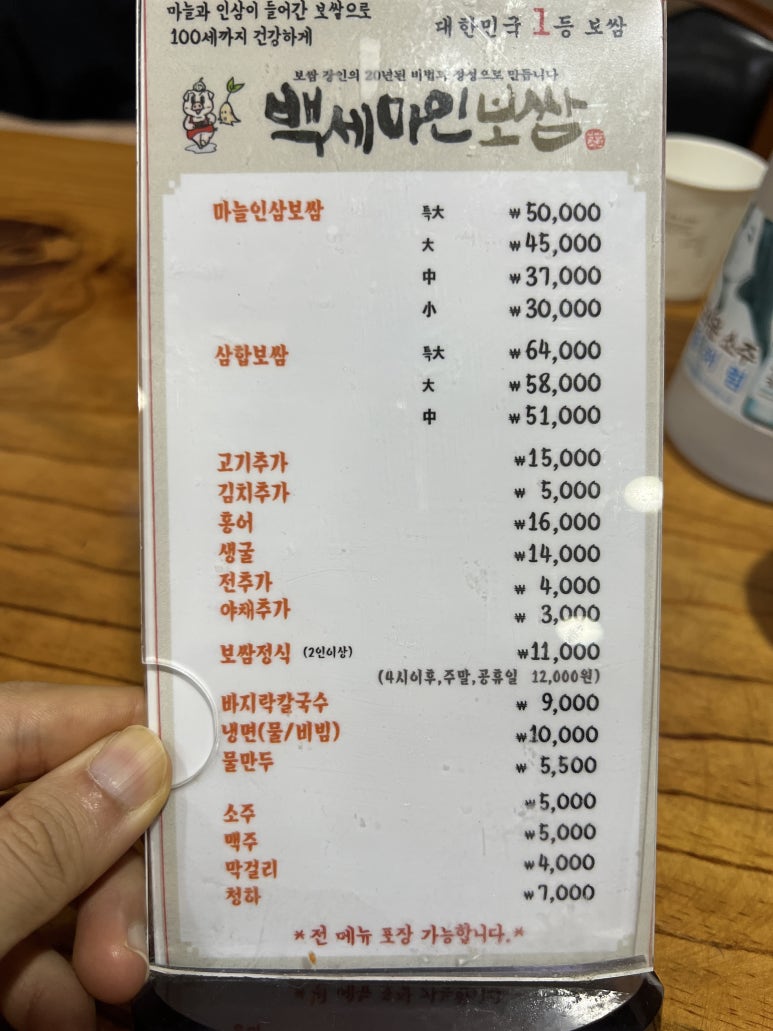 마늘과 인삼이 들어간 보쌈으로
100세까지 건강하게
대한민국 1등 보쌈
보쌈 장인의 20년된 비법과 정성으로 만듭니다
백세마인보쌈
마늘인삼보쌈 특大 ₩50,000
大 ₩45,000
中 ₩37,000
小 ₩30,000
삼합보쌈 특大 ₩64,000
大 ₩58,000
中 ₩51,000
고기추가 ₩15,000
김치추가 ₩ 5,000
홍어 ₩16,000
생굴 ₩14,000
전추가 ₩ 4,000
야채추가 ₩ 3,000
보쌈정식 (2인이상) ₩11,000
(4시이후,주말,공휴일 12,000원)
바지락칼국수 ₩ 9,000
냉면(물/비빔) ₩10,000
물만두 ₩ 5,500
소주 ₩5,000
맥주 ₩5,000
막걸리 ₩4,000
청하 ₩7,000
*전 메뉴 포장 가능합니다.*